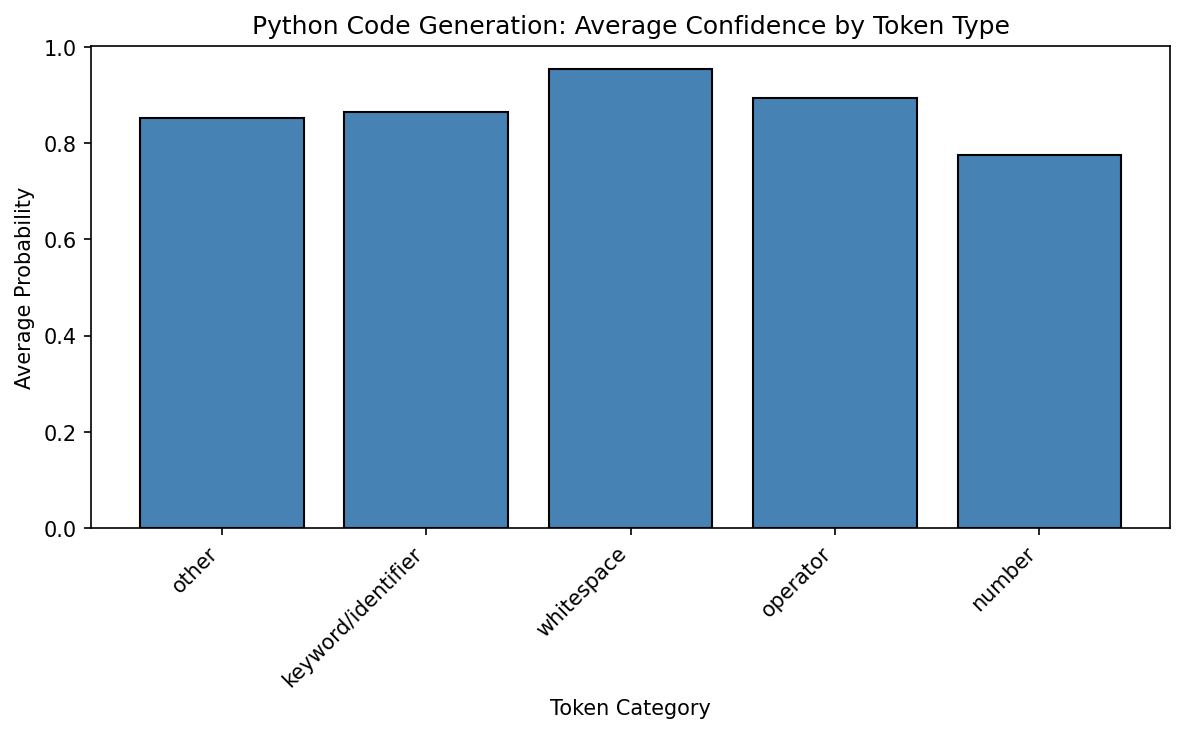 Python Code Generation: Average Confidence by Token Type
1.0
0.8
0.6
0.4
0.2
0.0
Average Probability
other
keyword/identifier
whitespace
operator
number
Token Category